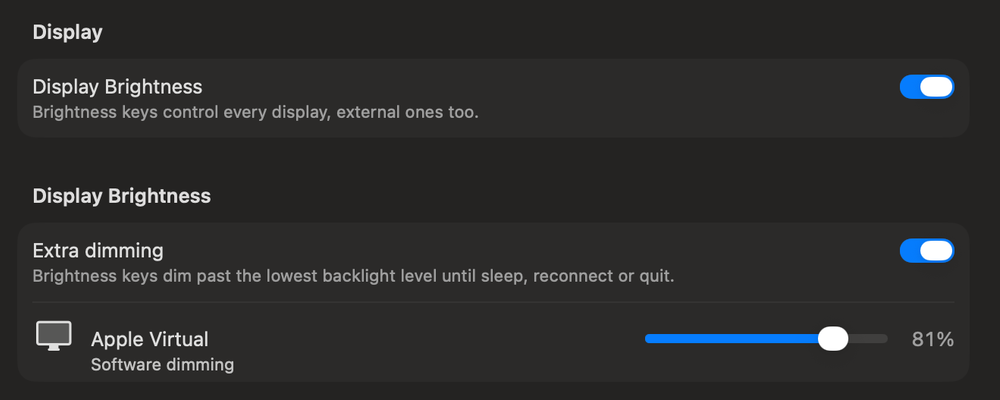 Display
Display Brightness
Brightness keys control every display, external ones too.
Display Brightness
Extra dimming
Brightness keys dim past the lowest backlight level until sleep, reconnect or quit.
Apple Virtual
81%
Software dimming